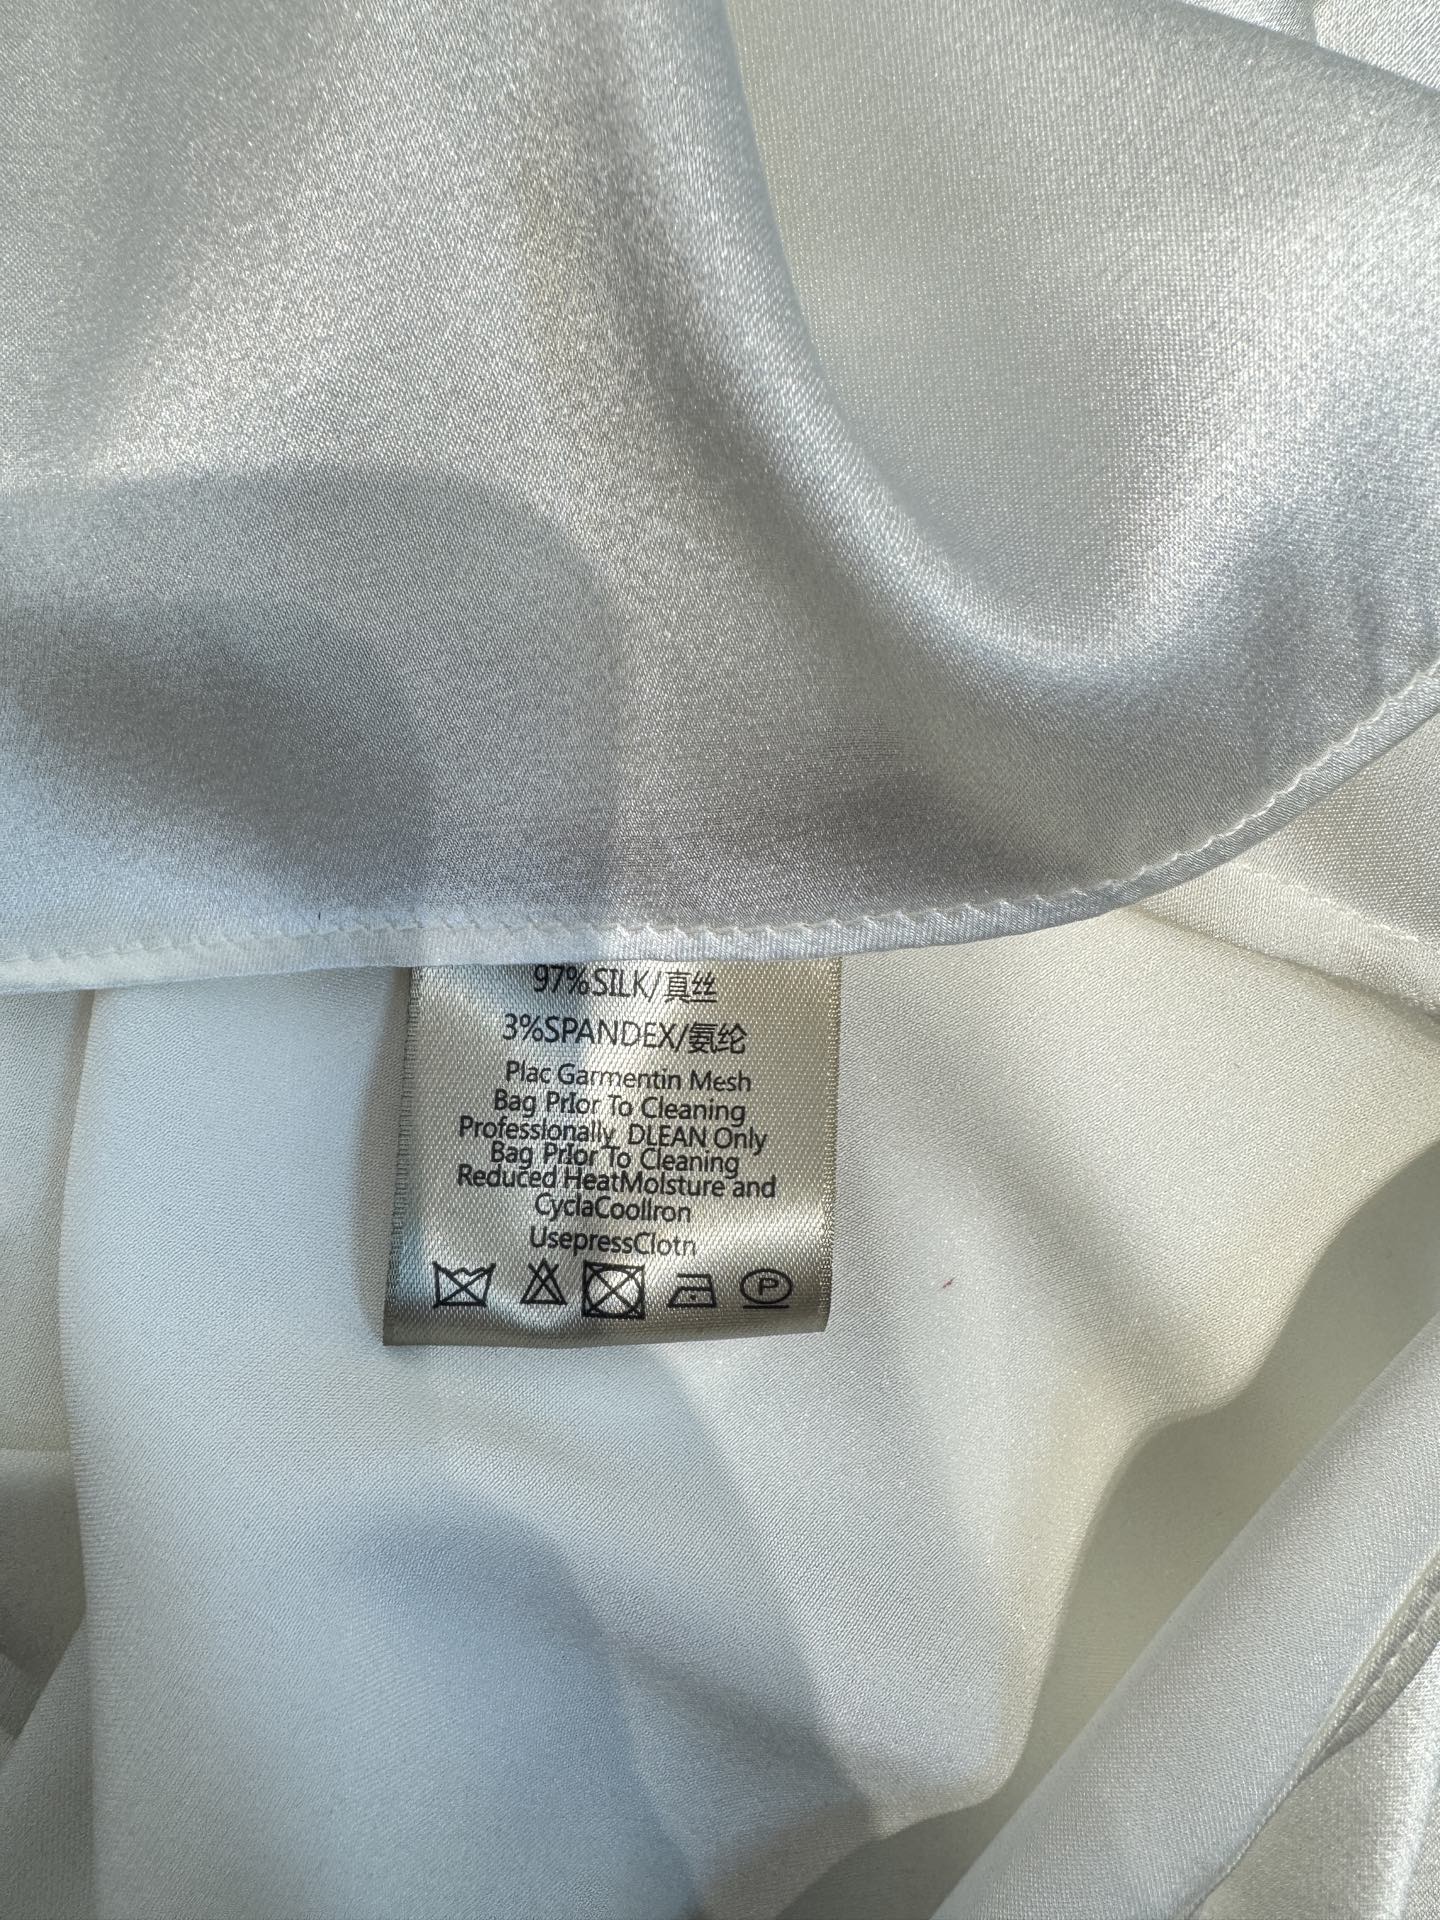 97%SILK/真丝
3%SPANDEX/氨纶
Plac Garmentin Mesh
Bag PrIor To Cleaning
ProfessIonally DLEAN Only
Bag PrIor To Cleaning
Reduced HeatMoIsture and
CyclaCoolIron
UsepressClotn
P